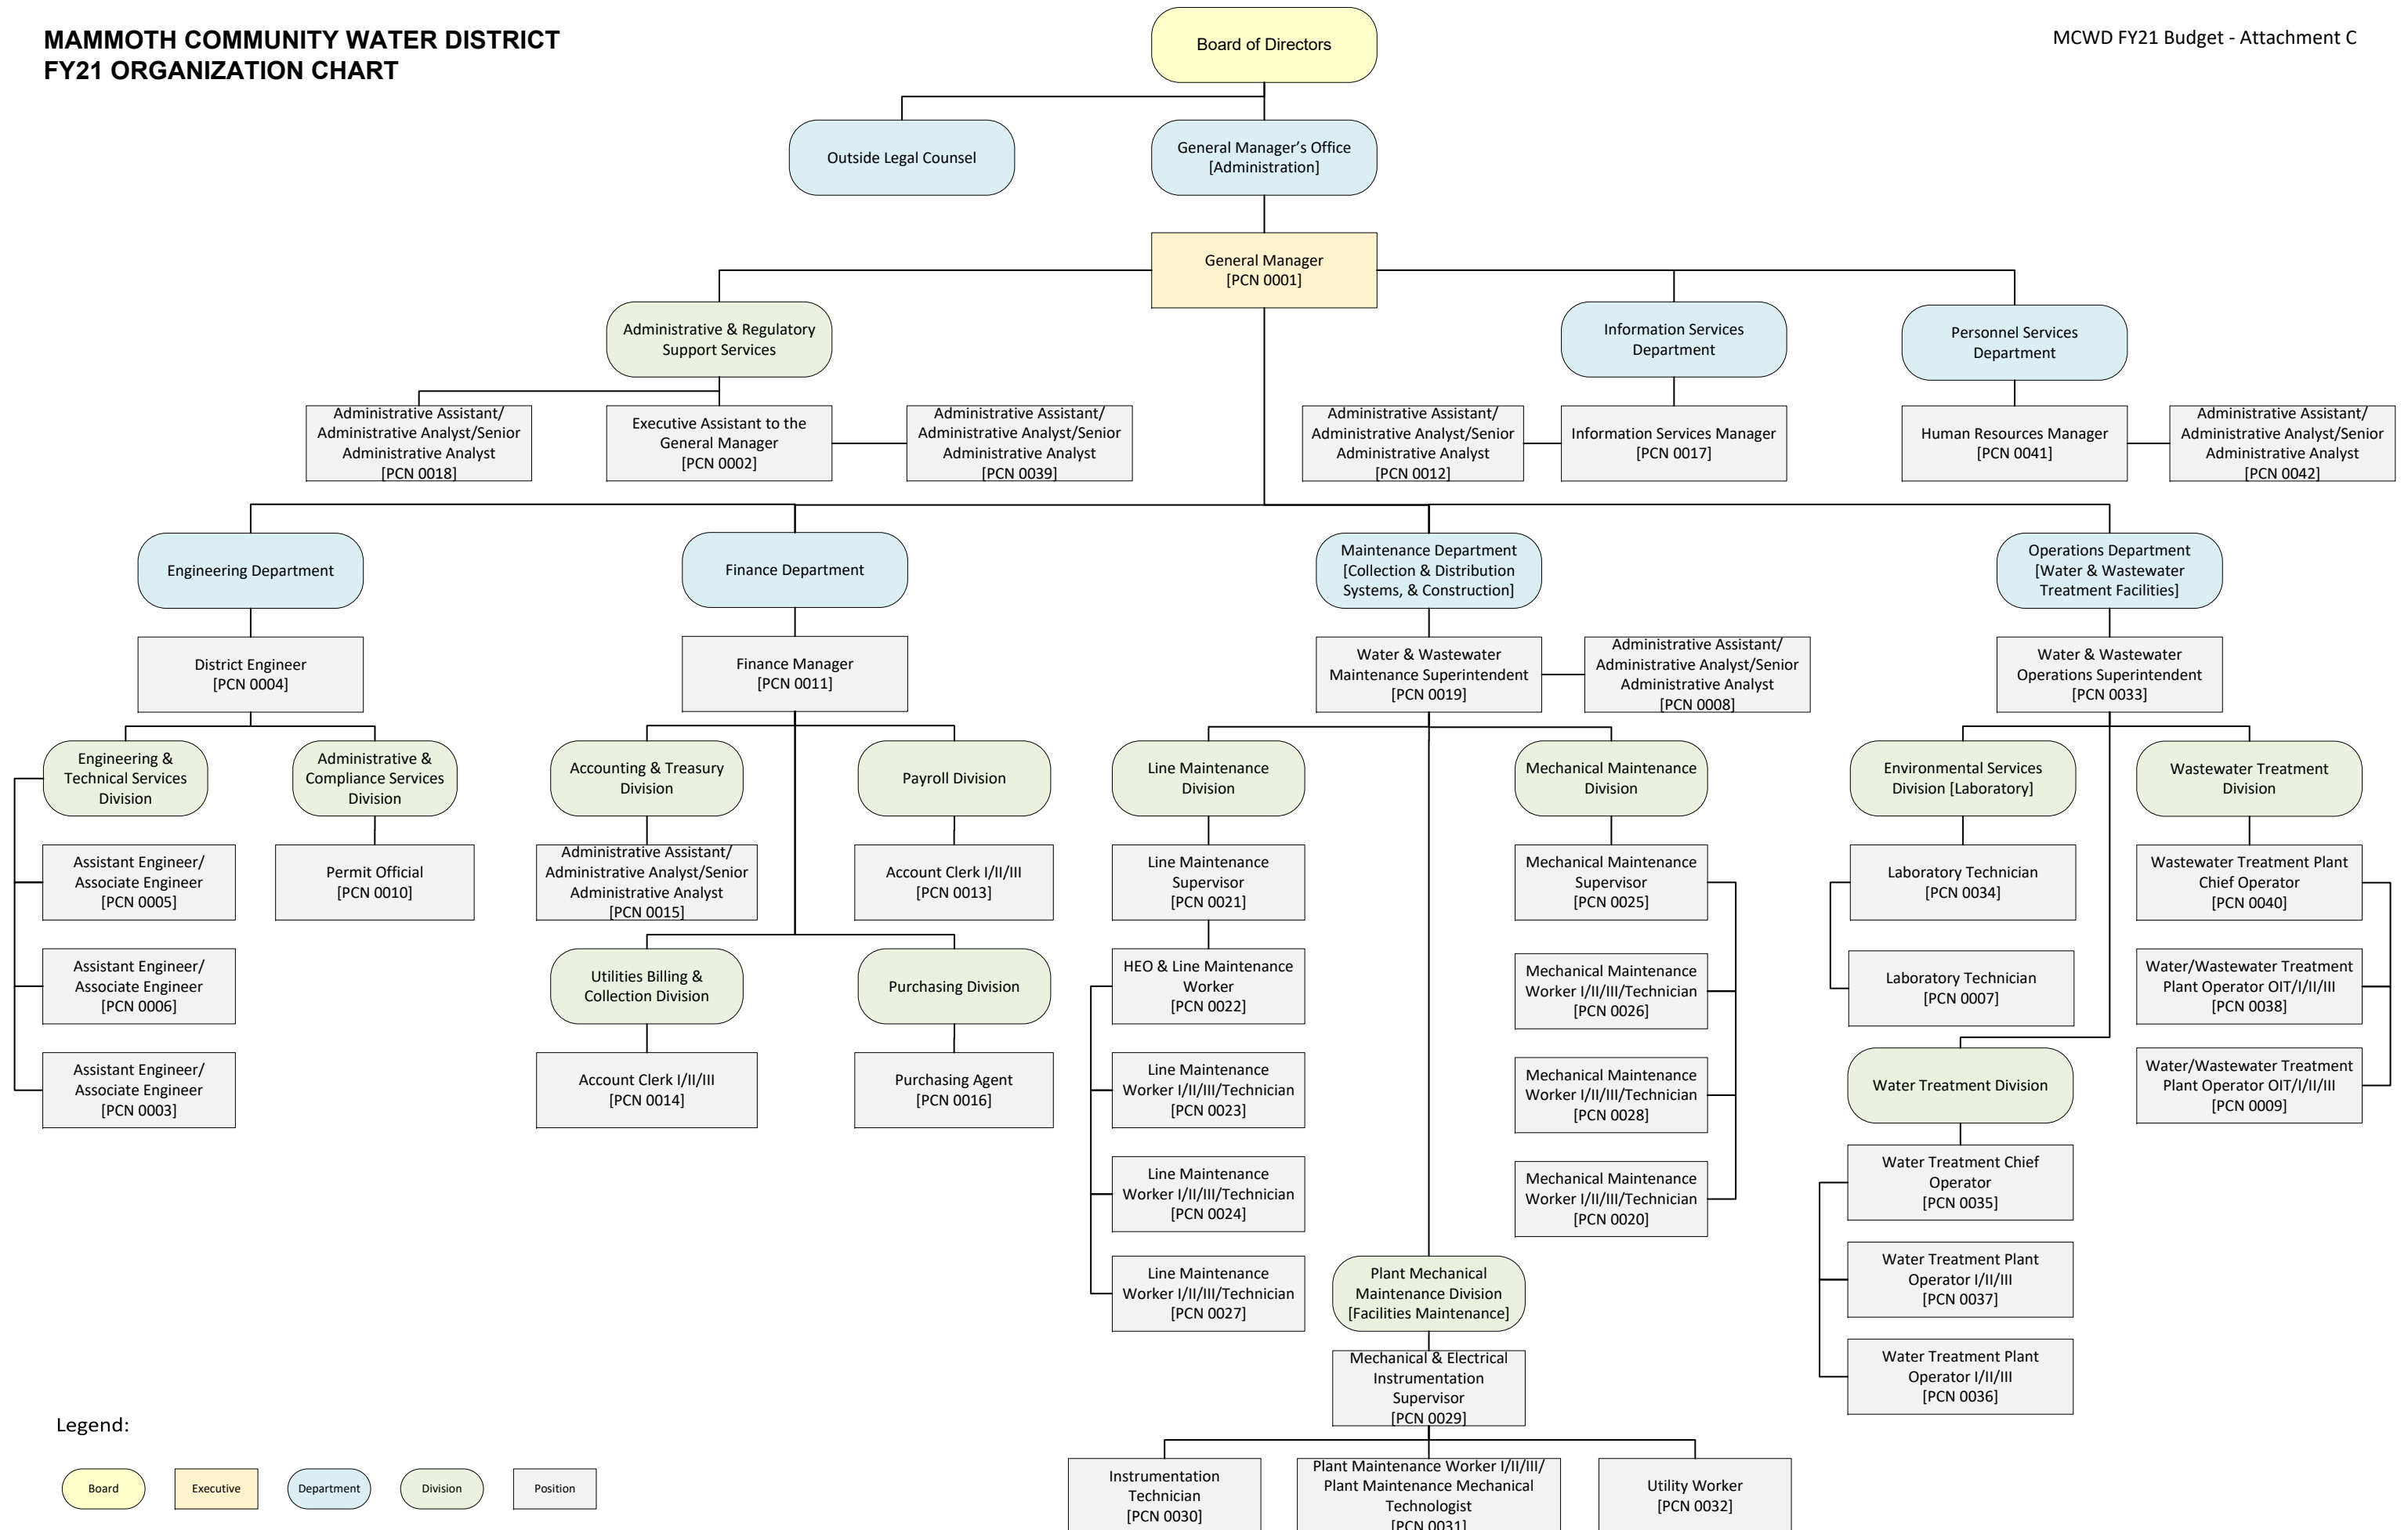 MAMMOTH COMMUNITY WATER DISTRICT
FY21 ORGANIZATION CHART
MCWD FY21 Budget - Attachment C
Board of Directors
Outside Legal Counsel
General Manager’s Office
[Administration]
General Manager
[PCN 0001]
Administrative & Regulatory
Support Services
Information Services
Department
Personnel Services
Department
Administrative Assistant/
Administrative Analyst/Senior
Administrative Analyst
[PCN 0018]
Executive Assistant to the
General Manager
[PCN 0002]
Administrative Assistant/
Administrative Analyst/Senior
Administrative Analyst
[PCN 0039]
Administrative Assistant/
Administrative Analyst/Senior
Administrative Analyst
[PCN 0012]
Information Services Manager
[PCN 0017]
Human Resources Manager
[PCN 0041]
Administrative Assistant/
Administrative Analyst/Senior
Administrative Analyst
[PCN 0042]
Engineering Department
Finance Department
Maintenance Department
[Collection & Distribution
Systems, & Construction]
Operations Department
[Water & Wastewater
Treatment Facilities]
District Engineer
[PCN 0004]
Finance Manager
[PCN 0011]
Water & Wastewater
Maintenance Superintendent
[PCN 0019]
Administrative Assistant/
Administrative Analyst/Senior
Administrative Analyst
[PCN 0008]
Water & Wastewater
Operations Superintendent
[PCN 0033]
Engineering &
Technical Services
Division
Administrative &
Compliance Services
Division
Accounting & Treasury
Division
Payroll Division
Line Maintenance
Division
Mechanical Maintenance
Division
Environmental Services
Division [Laboratory]
Wastewater Treatment
Division
Assistant Engineer/
Associate Engineer
[PCN 0005]
Permit Official
[PCN 0010]
Administrative Assistant/
Administrative Analyst/Senior
Administrative Analyst
[PCN 0015]
Account Clerk I/II/III
[PCN 0013]
Line Maintenance
Supervisor
[PCN 0021]
Mechanical Maintenance
Supervisor
[PCN 0025]
Laboratory Technician
[PCN 0034]
Wastewater Treatment Plant
Chief Operator
[PCN 0040]
Assistant Engineer/
Associate Engineer
[PCN 0006]
Utilities Billing &
Collection Division
Purchasing Division
HEO & Line Maintenance
Worker
[PCN 0022]
Mechanical Maintenance
Worker I/II/III/Technician
[PCN 0026]
Laboratory Technician
[PCN 0007]
Water/Wastewater Treatment
Plant Operator OIT/I/II/III
[PCN 0038]
Assistant Engineer/
Associate Engineer
[PCN 0003]
Account Clerk I/II/III
[PCN 0014]
Purchasing Agent
[PCN 0016]
Line Maintenance
Worker I/II/III/Technician
[PCN 0023]
Mechanical Maintenance
Worker I/II/III/Technician
[PCN 0028]
Water Treatment Division
Water/Wastewater Treatment
Plant Operator OIT/I/II/III
[PCN 0009]
Line Maintenance
Worker I/II/III/Technician
[PCN 0024]
Mechanical Maintenance
Worker I/II/III/Technician
[PCN 0020]
Water Treatment Chief
Operator
[PCN 0035]
Line Maintenance
Worker I/II/III/Technician
[PCN 0027]
Plant Mechanical
Maintenance Division
[Facilities Maintenance]
Water Treatment Plant
Operator I/II/III
[PCN 0037]
Mechanical & Electrical
Instrumentation
Supervisor
[PCN 0029]
Water Treatment Plant
Operator I/II/III
[PCN 0036]
Instrumentation
Technician
[PCN 0030]
Plant Maintenance Worker I/II/III/
Plant Maintenance Mechanical
Technologist
[PCN 0031]
Utility Worker
[PCN 0032]
Legend:
Board
Executive
Department
Division
Position